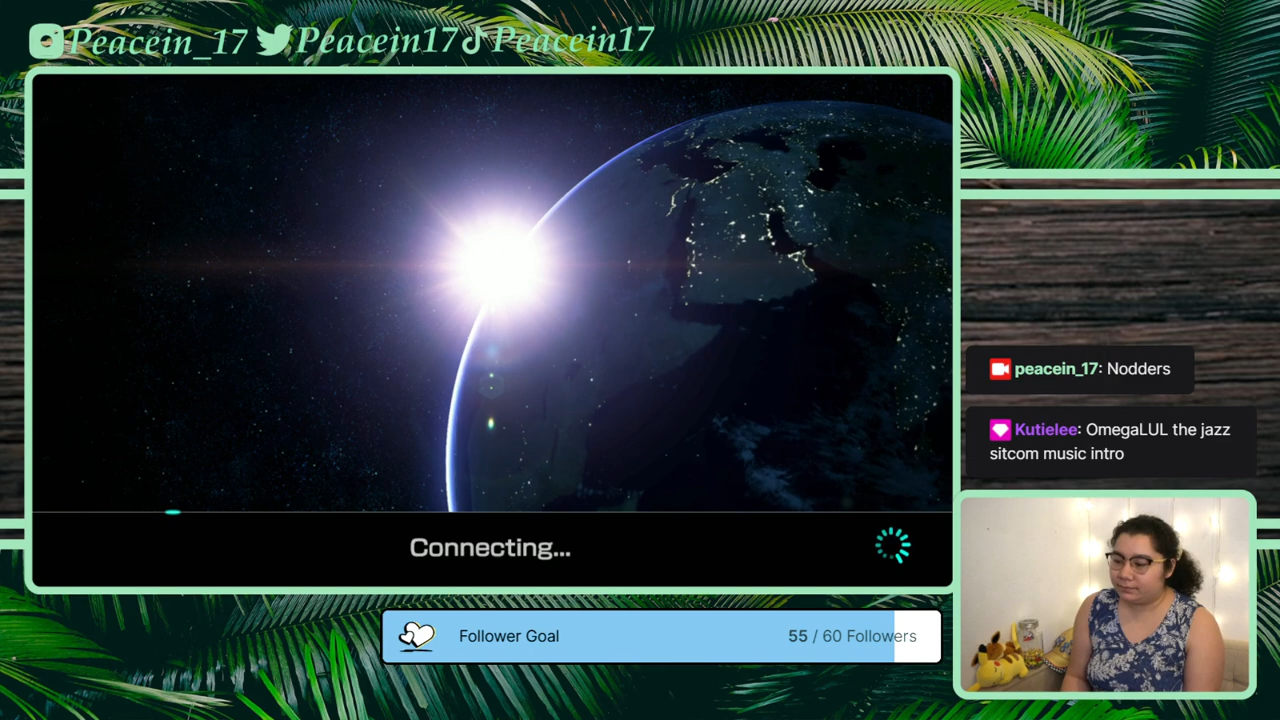 Peacein_17 Peacein17 Peacein17
Connecting...
peacein_17: Nodders
Kutielee: OmegaLUL the jazz
sitcom music intro
Follower Goal 55 / 60 Followers